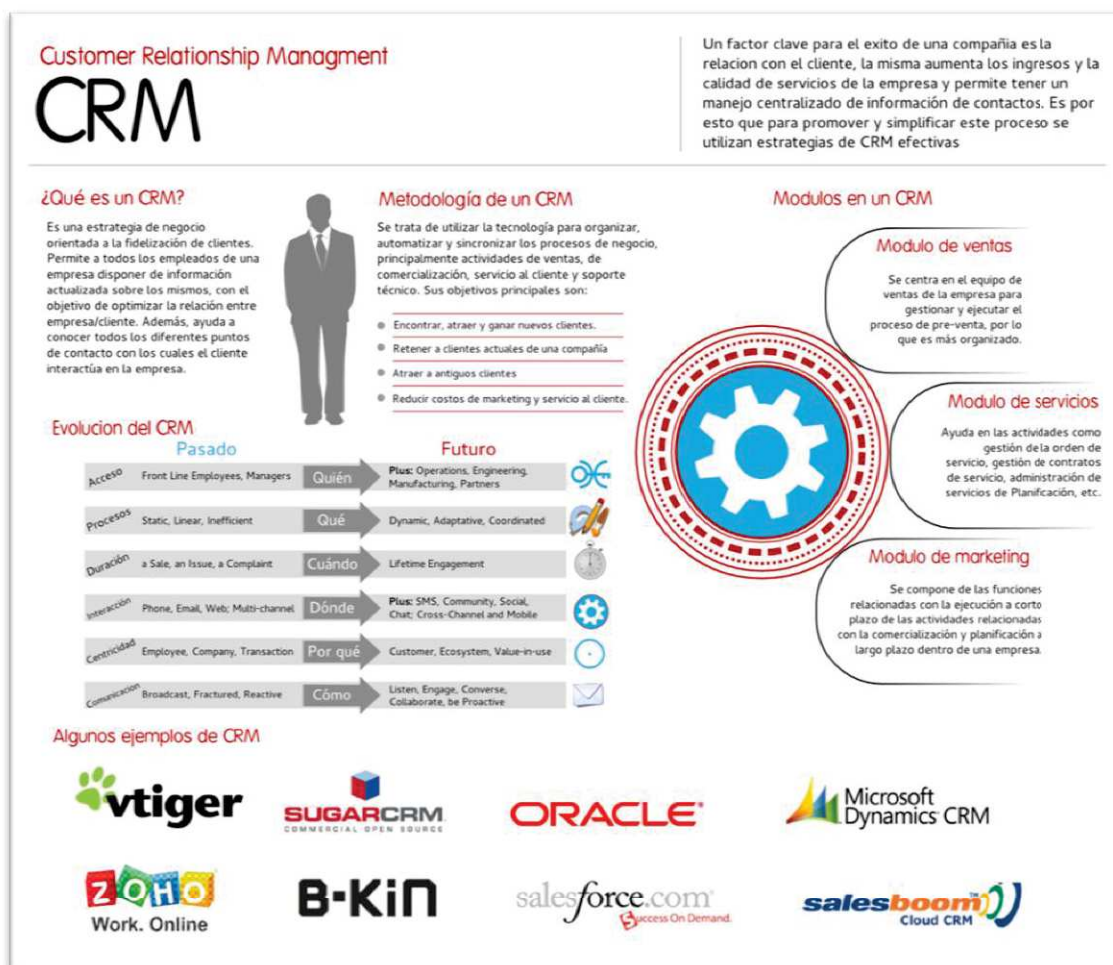 Customer Relationship Managment
CRM
Un factor clave para el exito de una compañia es la
relacion con el cliente, la misma aumenta los ingresos y la
calidad de servicios de la empresa y permite tener un
manejo centralizado de información de contactos. Es por
esto que para promover y simplificar este proceso se
utilizan estrategias de CRM efectivas
¿Qué es un CRM?
Es una estrategia de negocio
orientada a la fidelización de clientes.
Permite a todos los empleados de una
empresa disponer de información
actualizada sobre los mismos, con el
objetivo de optimizar la relación entre
empresa/cliente. Además, ayuda a
conocer todos los diferentes puntos
de contacto con los cuales el cliente
interactúa en la empresa.
Metodología de un CRM
Se trata de utilizar la tecnología para organizar,
automatizar y sincronizar los procesos de negocio,
principalmente actividades de ventas, de
comercialización, servicio al cliente y soporte
técnico. Sus objetivos principales son:
Encontrar, atraer y ganar nuevos clientes.
Retener a clientes actuales de una compañía
Atraer a antiguos clientes
Reducir costos de marketing y servicio al cliente.
Modulos en un CRM
Modulo de ventas
Se centra en el equipo de
ventas de la empresa para
gestionar y ejecutar el
proceso de pre-venta, por lo
que es más organizado.
Modulo de servicios
Ayuda en las actividades como
gestión de la orden de
servicio, gestión de contratos
de servicio, administración de
servicios de Planificación, etc.
Modulo de marketing
Se compone de las funciones
relacionadas con la ejecución a corto
plazo de las actividades relacionadas
con la comercialización y planificación a
largo plazo dentro de una empresa.
Evolucion del CRM
Pasado
Futuro
Acceso
Front Line Employees, Managers
Quién
Plus: Operations, Engineering,
Manufacturing, Partners
Procesos
Static, Linear, Inefficient
Qué
Dynamic, Adaptative, Coordinated
Duración
a Sale, an Issue, a Complaint
Cuándo
Lifetime Engagement
Interacción
Phone, Email, Web; Multi-channel
Dónde
Plus: SMS, Community, Social,
Chat; Cross-Channel and Mobile
Centricidad
Employee, Company, Transaction
Por qué
Customer, Ecosystem, Value-in-use
Comunicacion
Broadcast, Fractured, Reactive
Cómo
Listen, Engage, Converse,
Collaborate, be Proactive
Algunos ejemplos de CRM
vtiger
SUGARCRM
COMMERCIAL OPEN SOURCE
ORACLE®
Microsoft
Dynamics CRM
ZOHO
Work. Online
B-KiN
salesforce.com
Success On Demand.
salesboom™
Cloud CRM